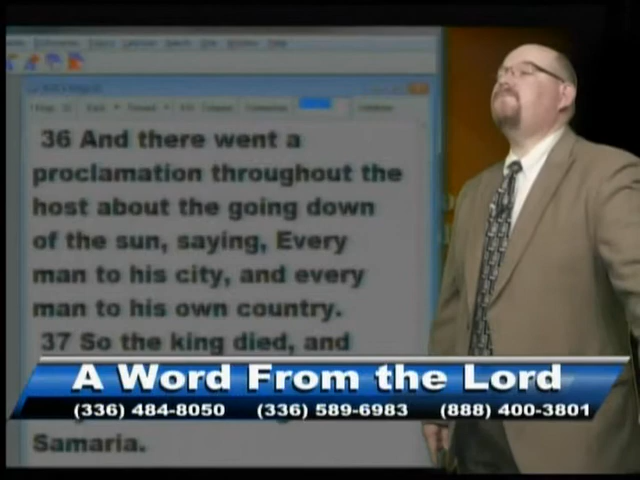 36 And there went a
proclamation throughout the
host about the going down
of the sun, saying, Every
man to his city, and every
man to his own country.
37 So the king died, and
A Word From the Lord
(336) 484-8050 (336) 589-6983 (888) 400-3801
Samaria.